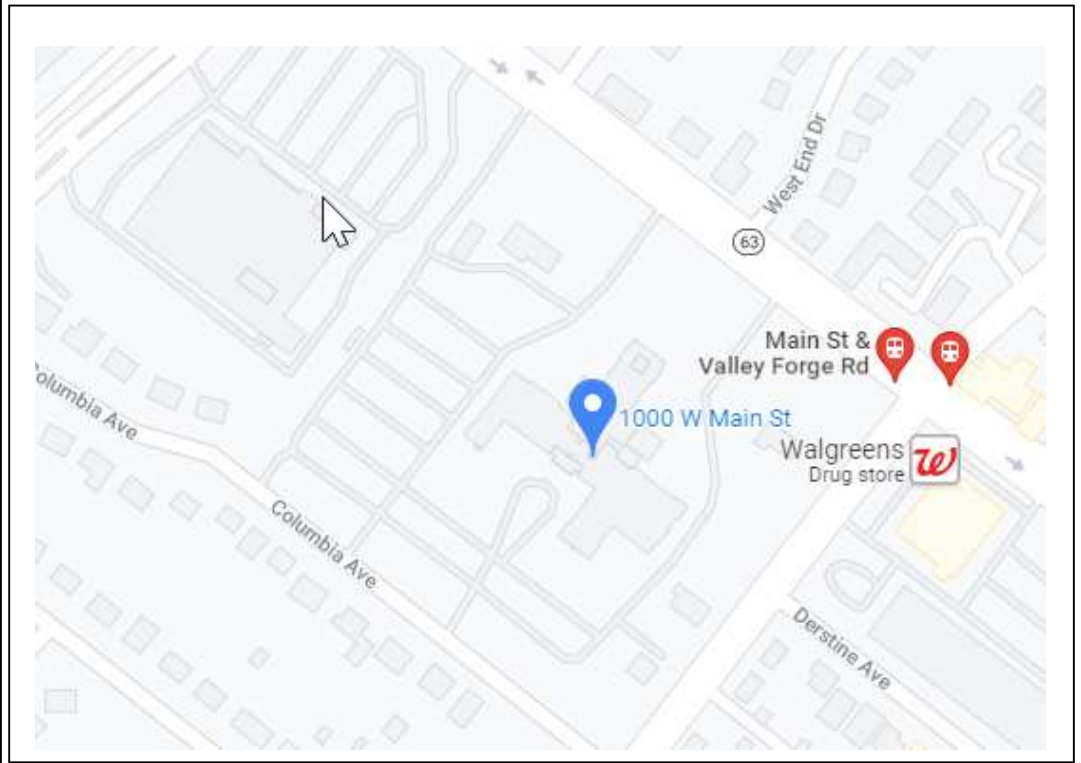 West End Dr
63
Main St &
Valley Forge Rd
1000 W Main St
Walgreens
Drug store
olumbia Ave
Columbia Ave
Derstine Ave